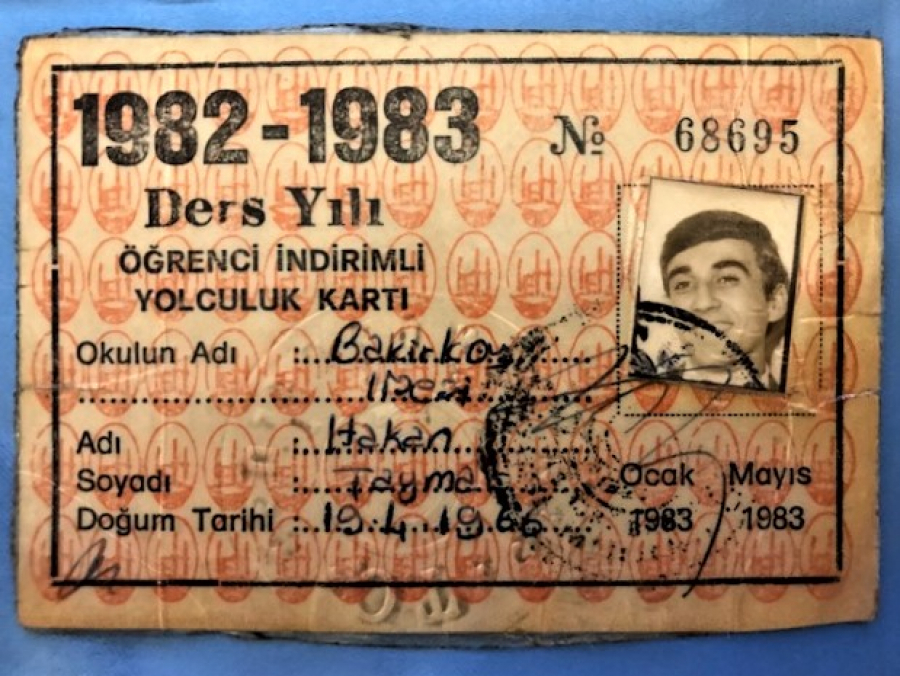 1982-1983
№ 68695
Ders Yılı
ÖĞRENCİ İNDİRİMLİ
YOLCULUK KARTI
Okulun Adı : Bakırköy
Lisesi
Adı : Hakan
Soyadı :
Doğum Tarihi : 19.4.1966
Ocak Mayıs
1983 1983